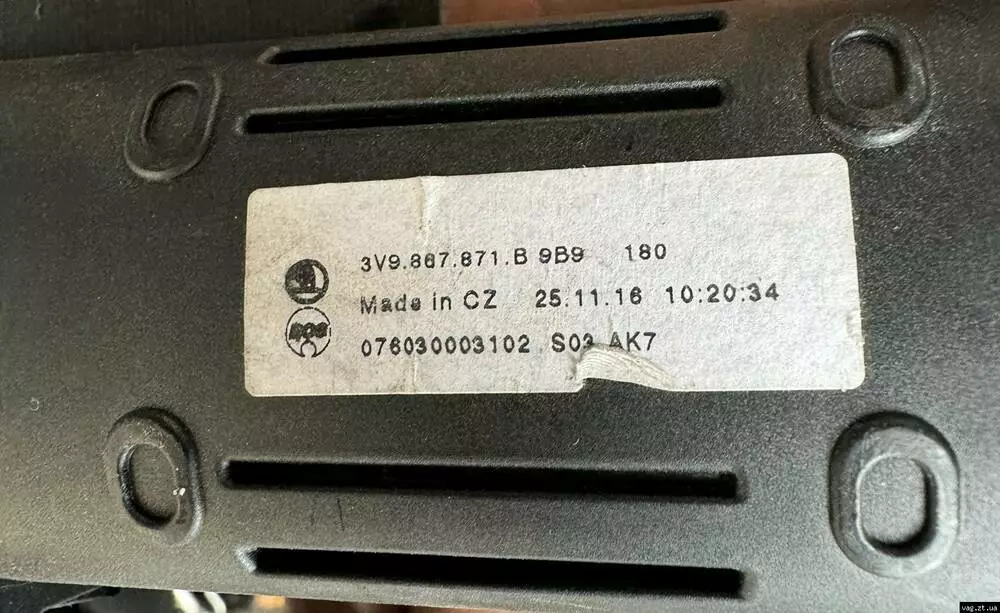 3V9.867.871.B 9B9 180
Made in CZ 25.11.16 10:20:34
BOS
076030003102 S03 AK7
vag.zt.ua